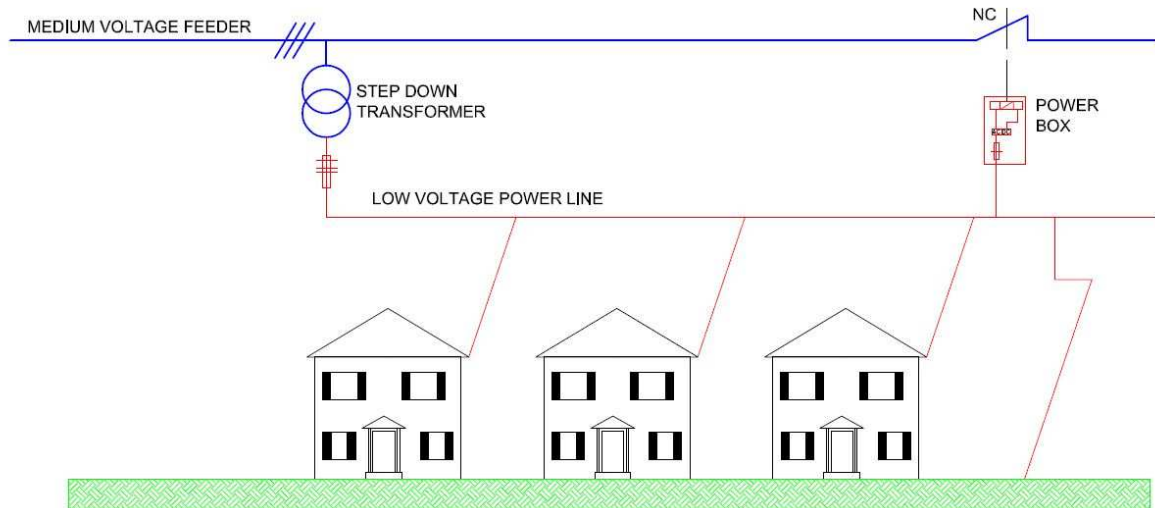 MEDIUM VOLTAGE FEEDER
NC
STEP DOWN
TRANSFORMER
POWER
BOX
LOW VOLTAGE POWER LINE